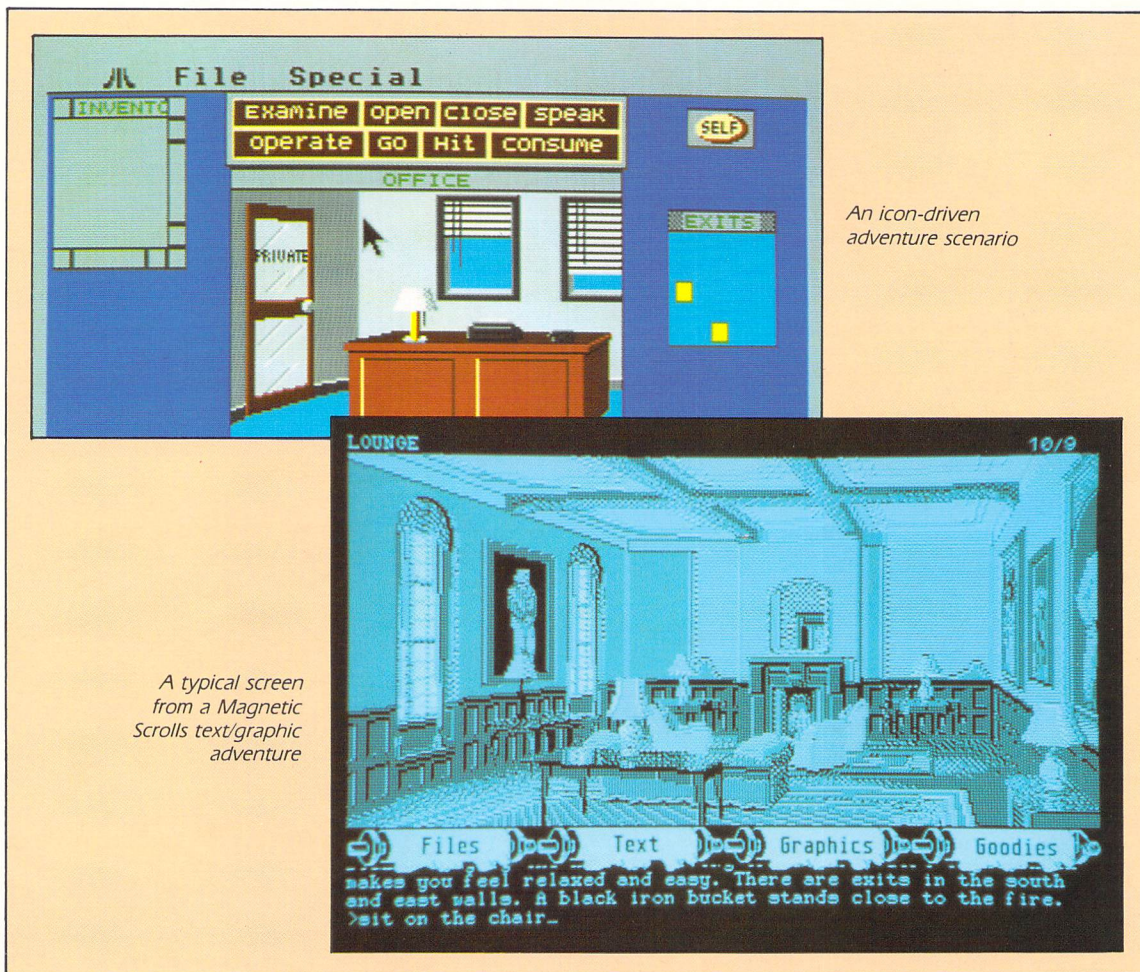 File Special
INVENTO
Examine open close speak
operate GO Hit consume
SELF
OFFICE
EXITS
PRIVATE
An icon-driven
adventure scenario
LOUNGE 10/9
A typical screen
from a Magnetic
Scrolls text/graphic
adventure
Files Text Graphics Goodies
makes you feel relaxed and easy. There are exits in the south
and east walls. A black iron bucket stands close to the fire.
>sit on the chair_